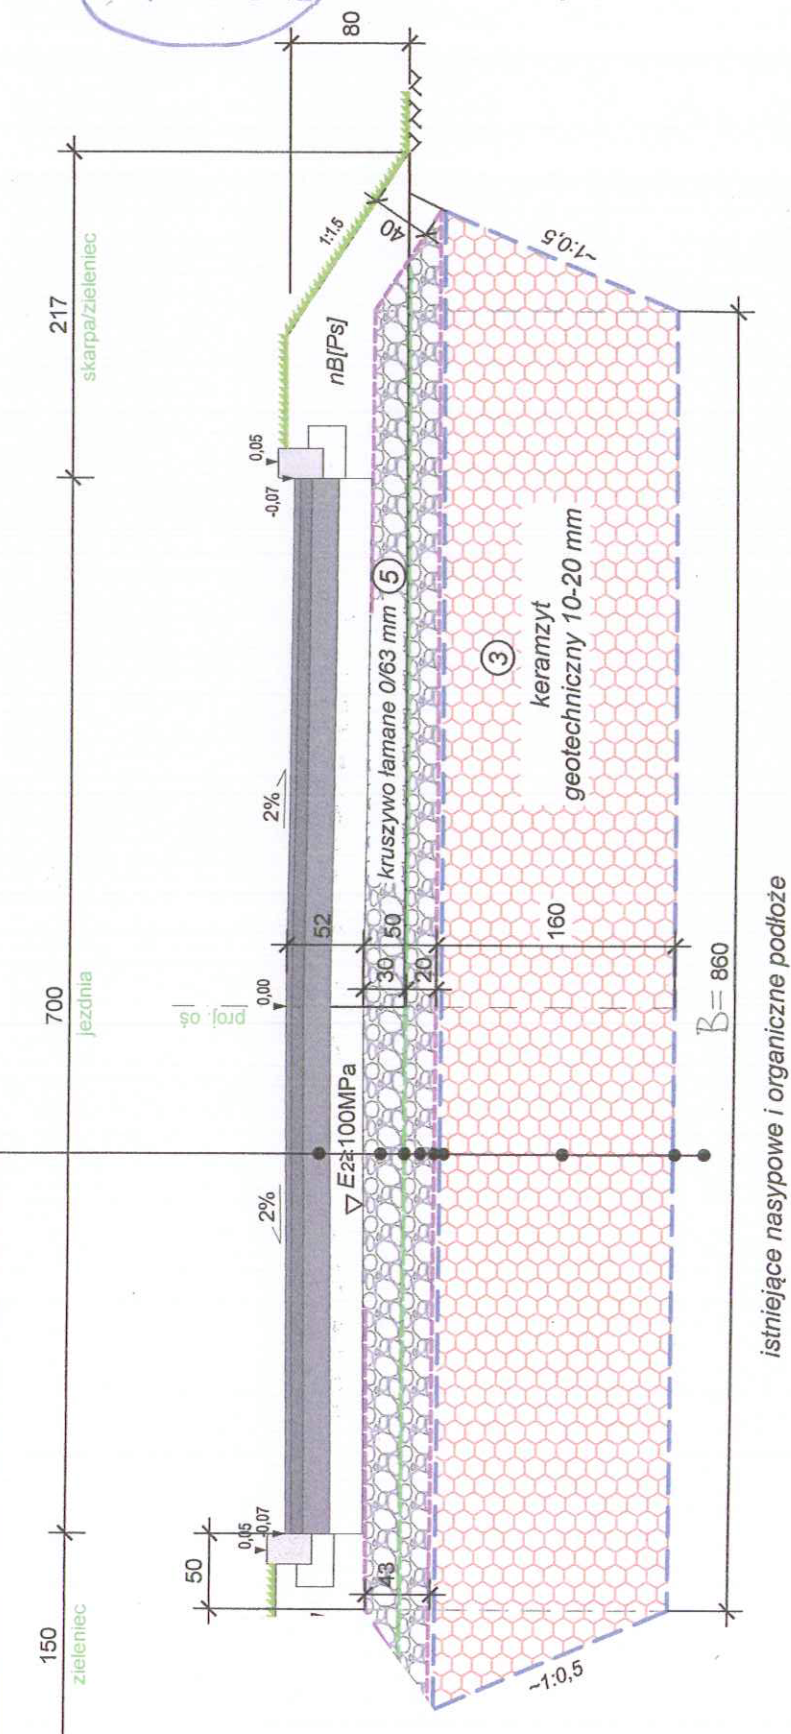 80
150
700
217
zieleniec
jezdnia
skarpa/zieleniec
50
0,05
-0,07
2%
proj. oś
0,00
2%
-0,07
0,05
1:1.5
nB[Ps]
40
E2≥100MPa
52
43
30
50
20
kruszywo łamane 0/63 mm
5
~1:0,5
160
3
keramzyt
geotechniczny 10-20 mm
~1:0,5
B= 860
istniejące nasypowe i organiczne podłoże